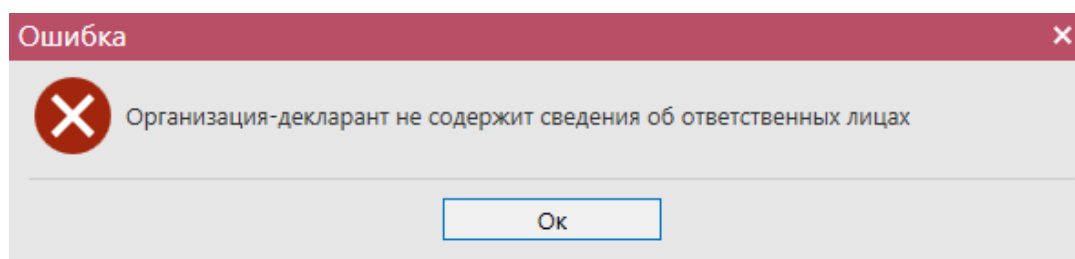 Ошибка
Организация-декларант не содержит сведения об ответственных лицах
Ок